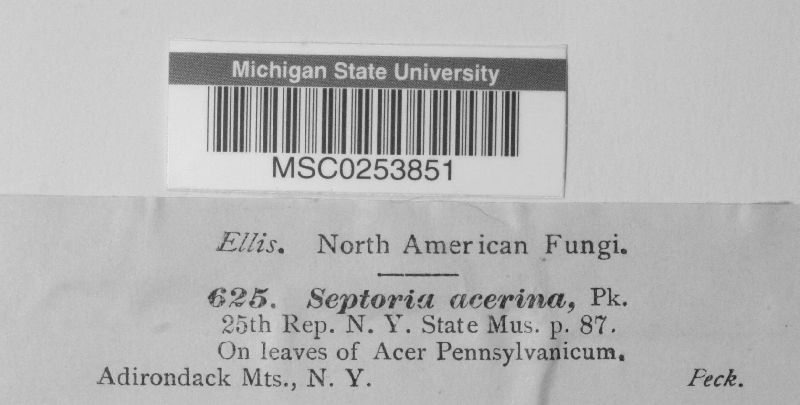 Michigan State University
MSC0253851
Ellis. North American Fungi.
625. Septoria acerina, Pk.
25th Rep. N. Y. State Mus. p. 87.
On leaves of Acer Pennsylvanicum.
Adirondack Mts., N. Y. Peck.